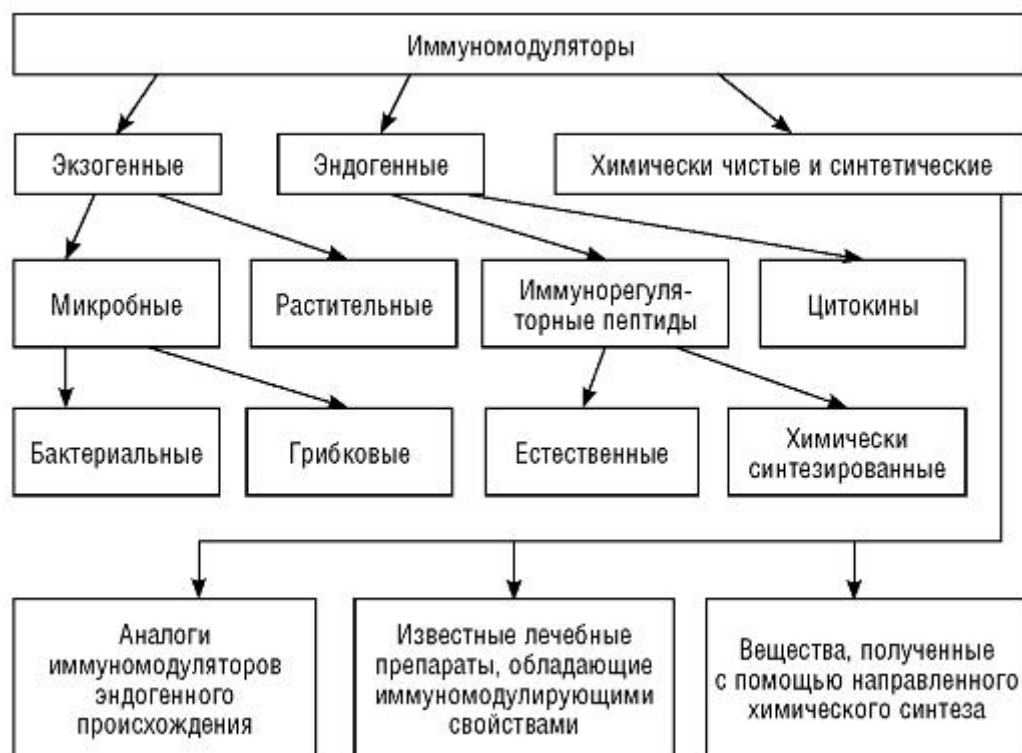 Иммуномодуляторы
Экзогенные
Эндогенные
Химически чистые и синтетические
Микробные
Растительные
Иммунорегуля-
торные пептиды
Цитокины
Бактериальные
Грибковые
Естественные
Химически
синтезированные
Аналоги
иммуномодуляторов
эндогенного
происхождения
Известные лечебные
препараты, обладающие
иммуномодулирующими
свойствами
Вещества, полученные
с помощью направленного
химического синтеза